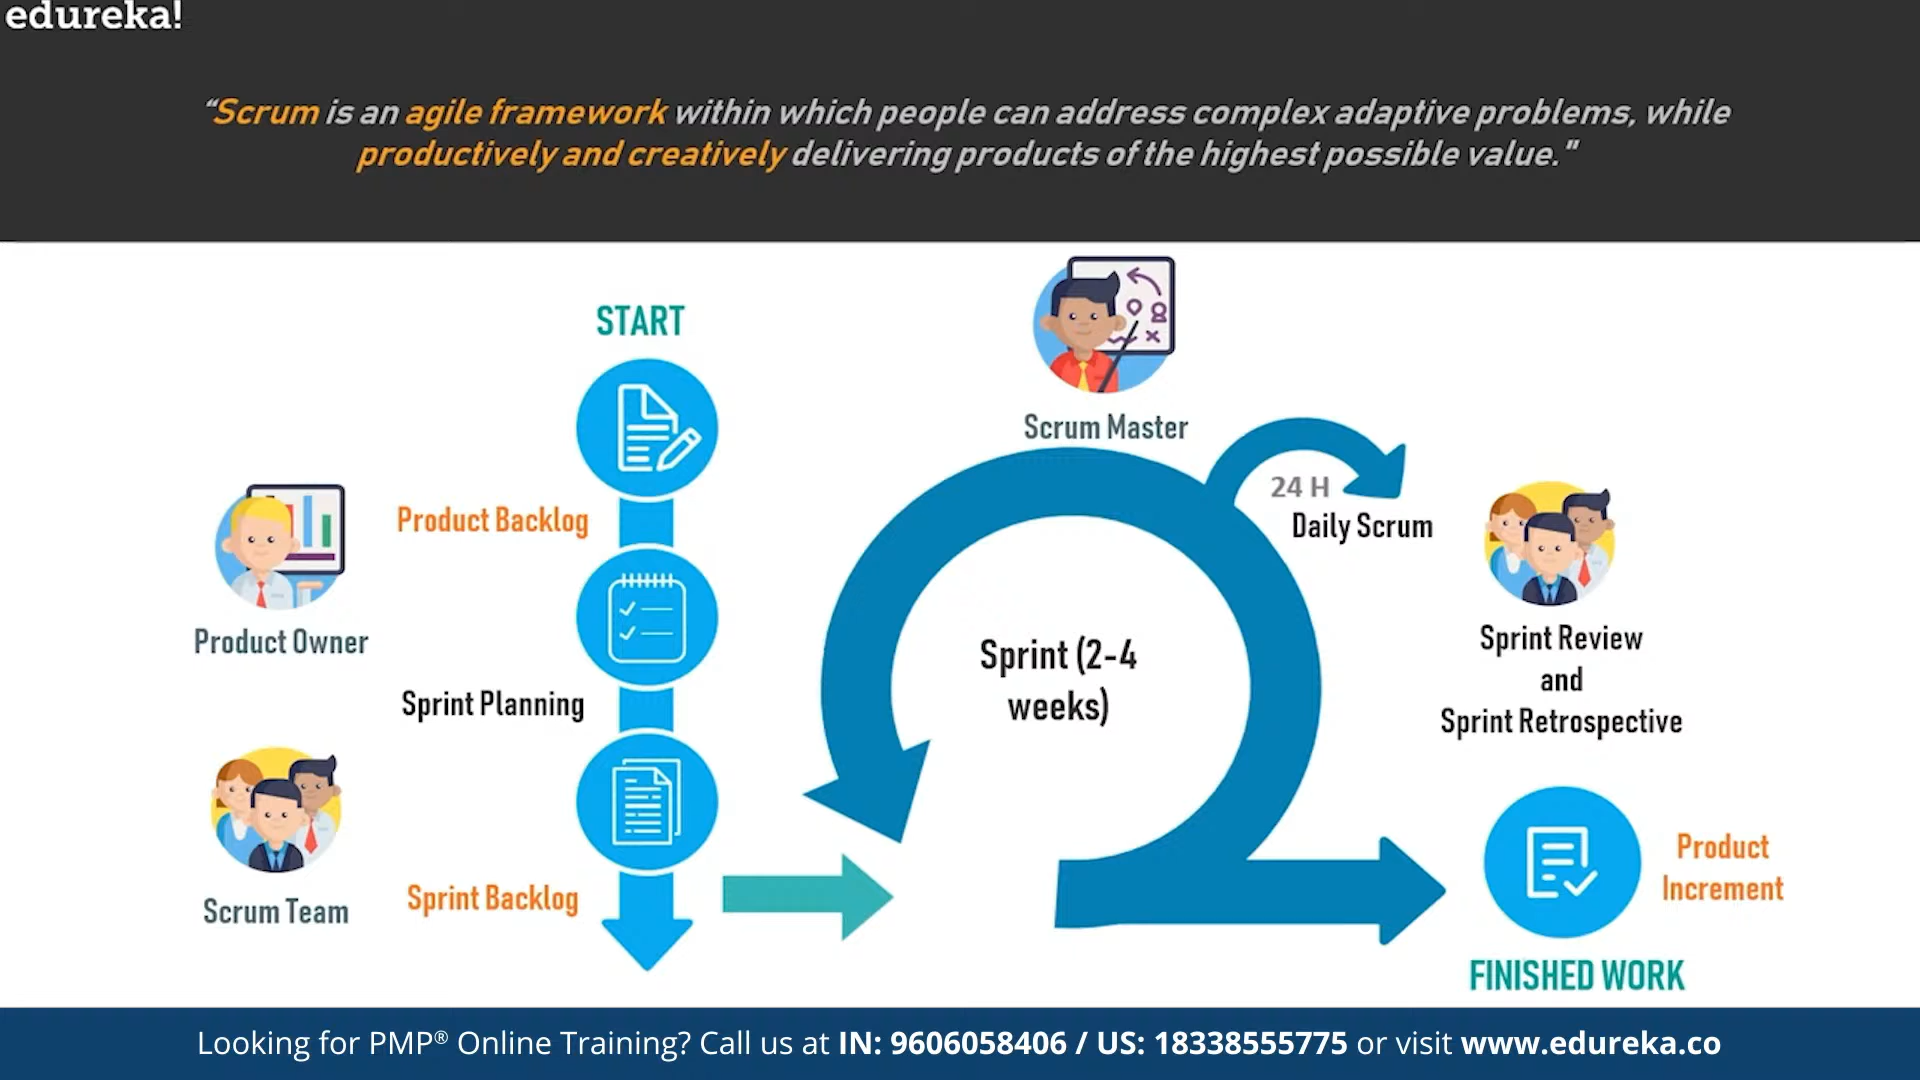 edureka!
“Scrum is an agile framework within which people can address complex adaptive problems, while
productively and creatively delivering products of the highest possible value."
START
Scrum Master
24 H
Daily Scrum
Product Backlog
Product Owner
Sprint Planning
Sprint (2-4
weeks)
Sprint Review
and
Sprint Retrospective
Scrum Team
Sprint Backlog
Product
Increment
FINISHED WORK
Looking for PMP® Online Training? Call us at IN: 9606058406 / US: 18338555775 or visit www.edureka.co